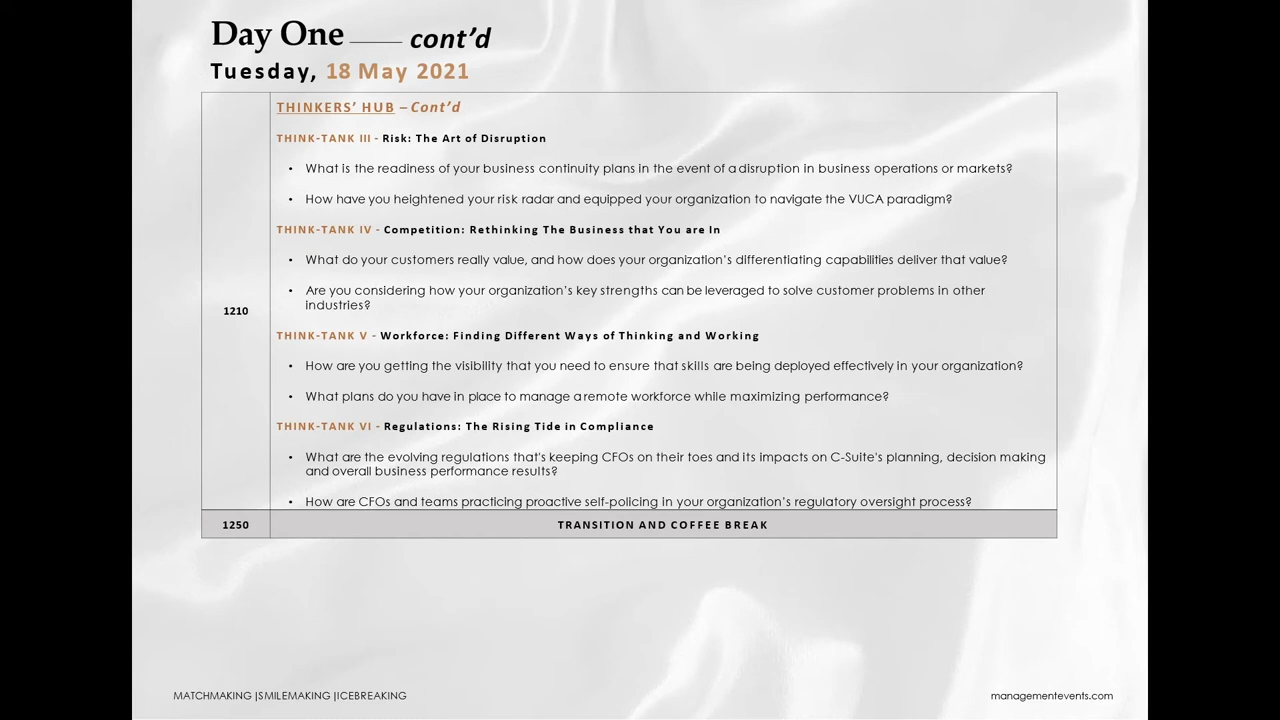 Day One cont’d
Tuesday, 18 May 2021
THINKERS’ HUB – Cont’d
THINK-TANK III - Risk: The Art of Disruption
• What is the readiness of your business continuity plans in the event of a disruption in business operations or markets?
• How have you heightened your risk radar and equipped your organization to navigate the VUCA paradigm?
THINK-TANK IV - Competition: Rethinking The Business that You are In
• What do your customers really value, and how does your organization’s differentiating capabilities deliver that value?
• Are you considering how your organization’s key strengths can be leveraged to solve customer problems in other
industries?
1210
THINK-TANK V - Workforce: Finding Different Ways of Thinking and Working
• How are you getting the visibility that you need to ensure that skills are being deployed effectively in your organization?
• What plans do you have in place to manage a remote workforce while maximizing performance?
THINK-TANK VI - Regulations: The Rising Tide in Compliance
• What are the evolving regulations that's keeping CFOs on their toes and its impacts on C-Suite's planning, decision making
and overall business performance results?
• How are CFOs and teams practicing proactive self-policing in your organization’s regulatory oversight process?
1250 TRANSITION AND COFFEE BREAK
MATCHMAKING |SMILEMAKING |ICEBREAKING
managementevents.com